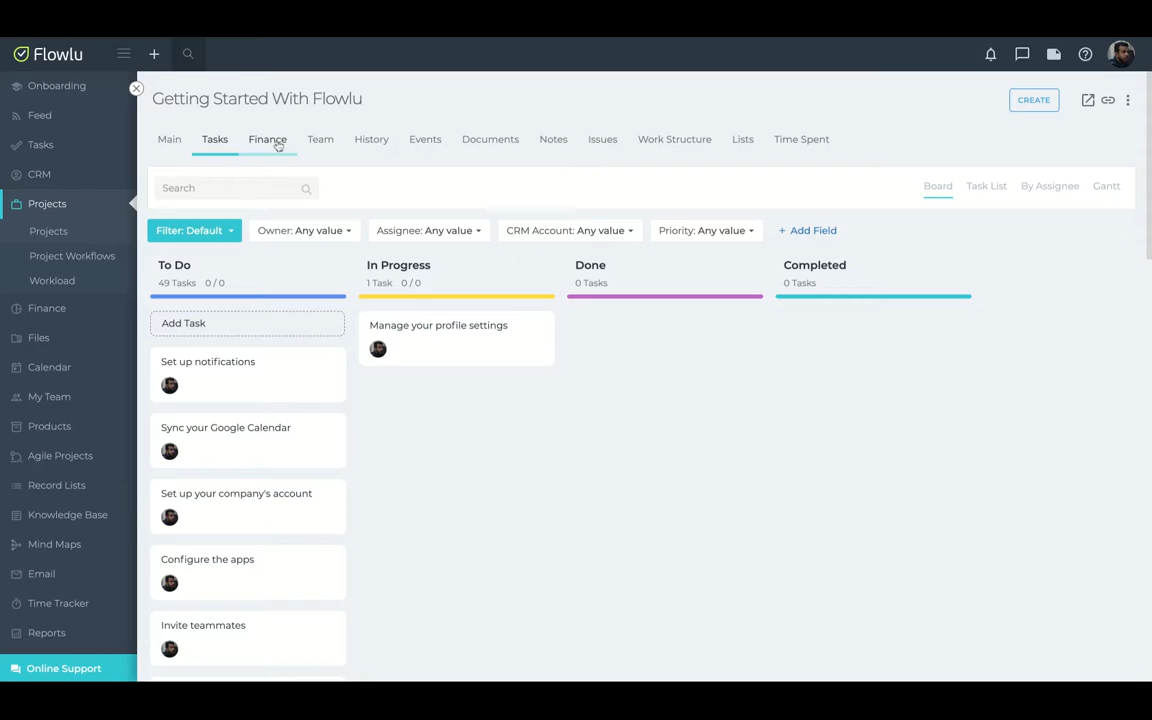 Flowlu
Onboarding
Feed
Tasks
CRM
Projects
Projects
Project Workflows
Workload
Finance
Files
Calendar
My Team
Products
Agile Projects
Record Lists
Knowledge Base
Mind Maps
Email
Time Tracker
Reports
Online Support
Getting Started With Flowlu
CREATE
Main Tasks Finance Team History Events Documents Notes Issues Work Structure Lists Time Spent
Search
Board Task List By Assignee Gantt
Filter: Default Owner: Any value Assignee: Any value CRM Account: Any value Priority: Any value + Add Field
To Do
49 Tasks 0 / 0
Add Task
Set up notifications
Sync your Google Calendar
Set up your company's account
Configure the apps
Invite teammates
In Progress
1 Task 0 / 0
Manage your profile settings
Done
0 Tasks
Completed
0 Tasks